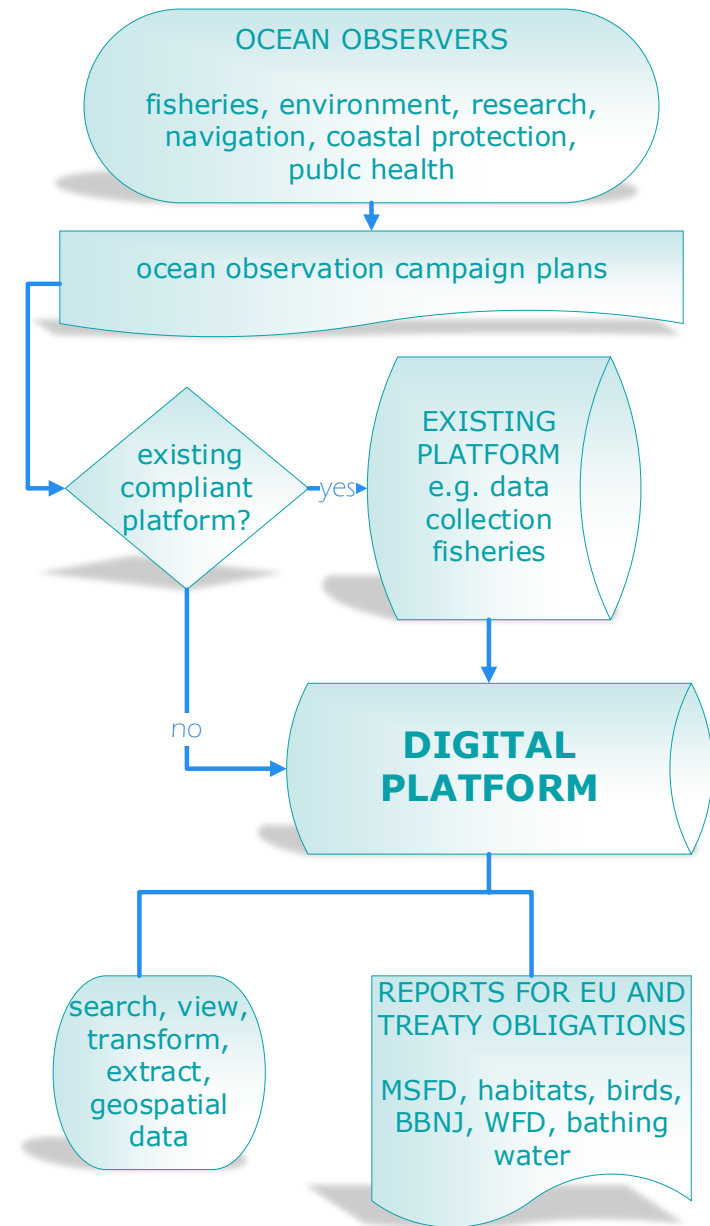 OCEAN OBSERVERS
fisheries, environment, research,
navigation, coastal protection,
publc health
ocean observation campaign plans
existing
compliant
platform?
yes
EXISTING
PLATFORM
e.g. data
collection
fisheries
no
DIGITAL
PLATFORM
search, view,
transform,
extract,
geospatial
data
REPORTS FOR EU AND
TREATY OBLIGATIONS
MSFD, habitats, birds,
BBNJ, WFD, bathing
water